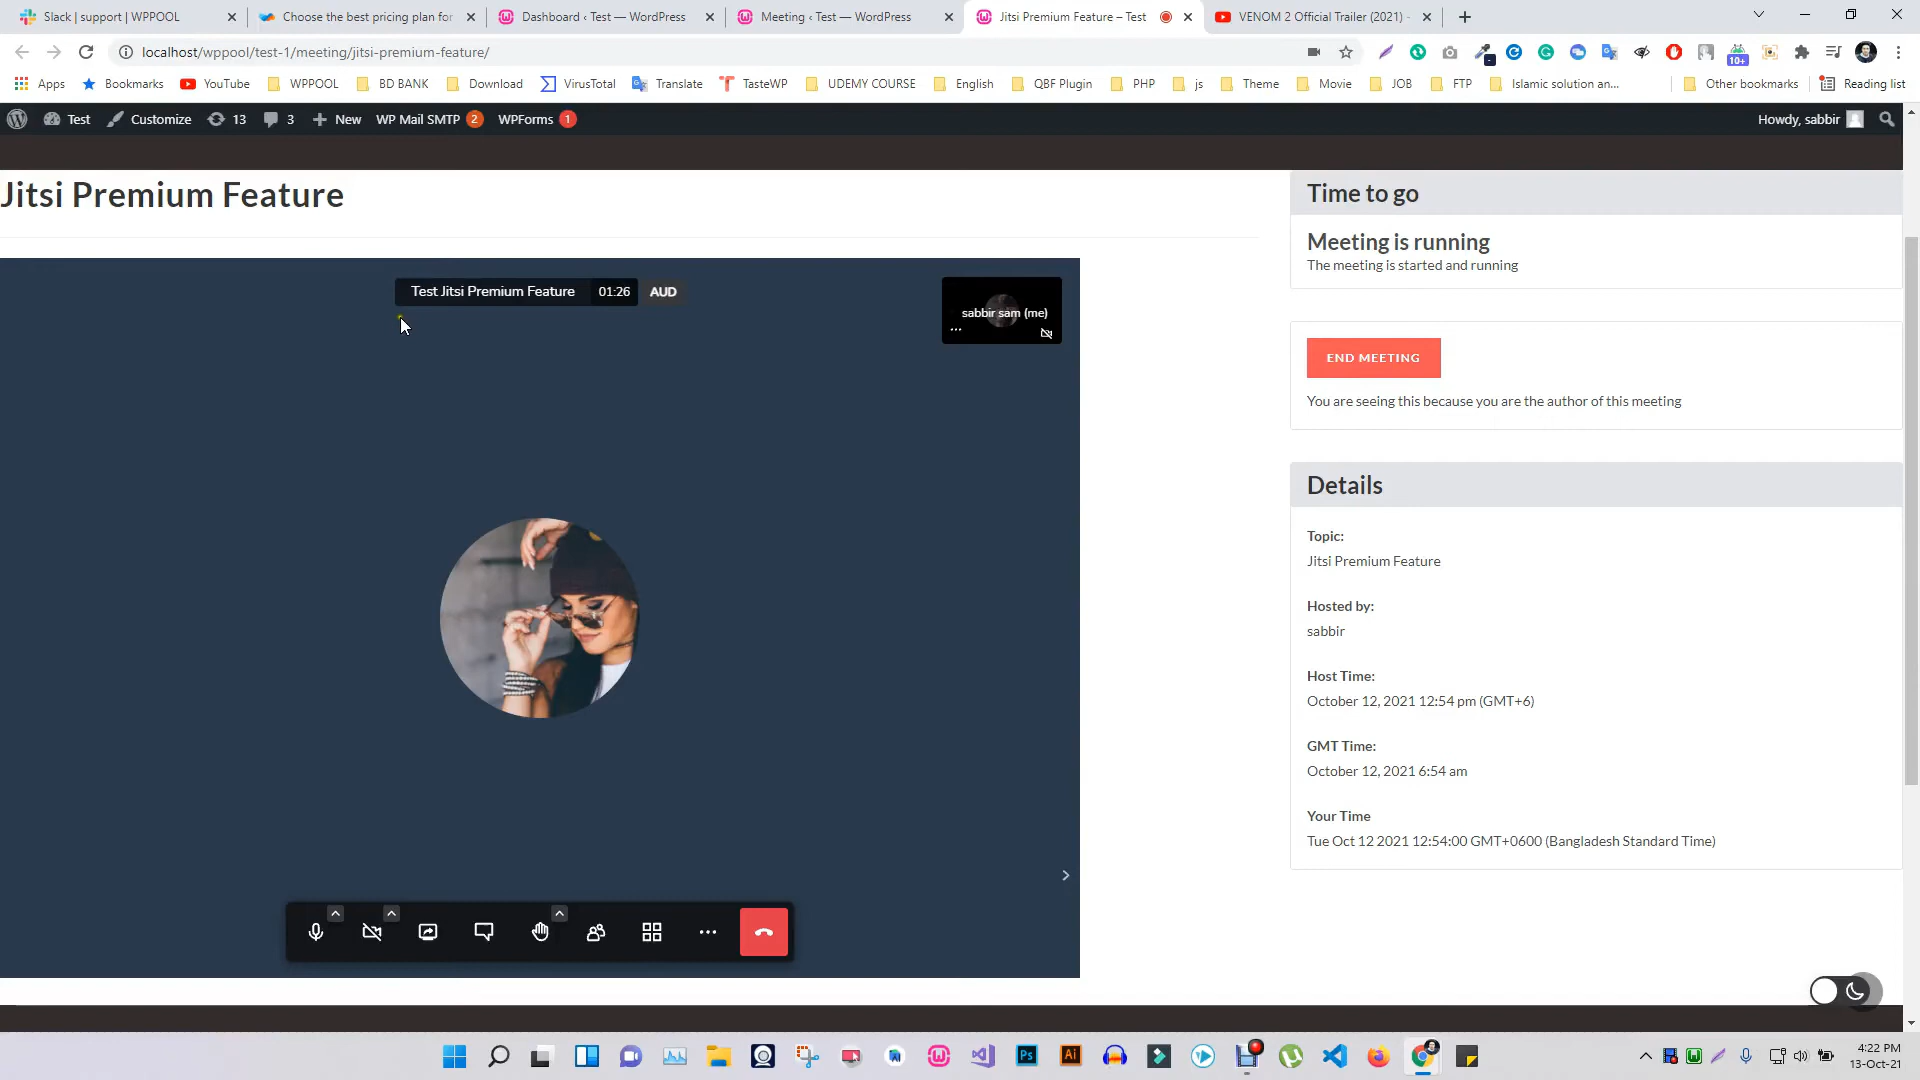 Slack | support | WPPOOL
Choose the best pricing plan for
Dashboard ‹ Test — WordPress
Meeting ‹ Test — WordPress
Jitsi Premium Feature – Test
VENOM 2 Official Trailer (2021) -
localhost/wppool/test-1/meeting/jitsi-premium-feature/
10+
Apps
Bookmarks
YouTube
WPPOOL
BD BANK
Download
VirusTotal
Translate
TasteWP
UDEMY COURSE
English
QBF Plugin
PHP
js
Theme
Movie
JOB
FTP
Islamic solution an...
Other bookmarks
Reading list
Test
Customize
13
3
New
WP Mail SMTP 2
WPForms 1
Howdy, sabbir
Jitsi Premium Feature
Test Jitsi Premium Feature 01:26 AUD
sabbir sam (me)
Time to go
Meeting is running
The meeting is started and running
END MEETING
You are seeing this because you are the author of this meeting
Details
Topic:
Jitsi Premium Feature
Hosted by:
sabbir
Host Time:
October 12, 2021 12:54 pm (GMT+6)
GMT Time:
October 12, 2021 6:54 am
Your Time
Tue Oct 12 2021 12:54:00 GMT+0600 (Bangladesh Standard Time)
Ps
Ai
4:22 PM
13-Oct-21